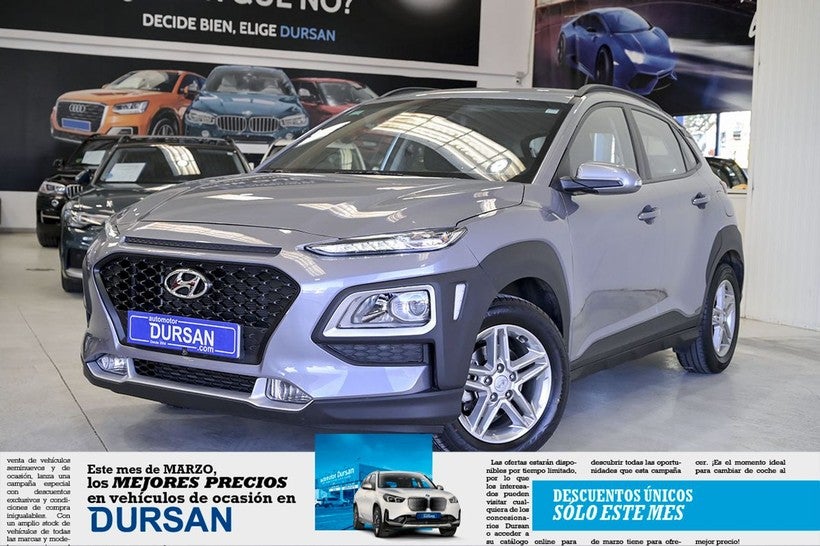 QUE NO?
DECIDE BIEN, ELIGE DURSAN
automotor
DURSAN
.com
venta de vehículos
seminuevos y de
ocasión, lanza una
campaña especial
con descuentos
exclusivos y condi-
ciones de compra
inigualables. Con
un amplio stock de
vehículos de todas
las marcas y mode-
Este mes de MARZO,
los MEJORES PRECIOS
en vehículos de ocasión en
DURSAN
Las ofertas estarán dispo-
nibles por tiempo limitado,
por lo que
los interesa-
dos pueden
visitar cual-
quiera de los
concesiona-
rios Dursan
o acceder a
su catálogo online para
descubrir todas las oportu-
nidades que esta campaña
de marzo tiene para ofre-
cer. ¡Es el momento ideal
para cambiar de coche al
mejor precio!
DESCUENTOS ÚNICOS
SÓLO ESTE MES